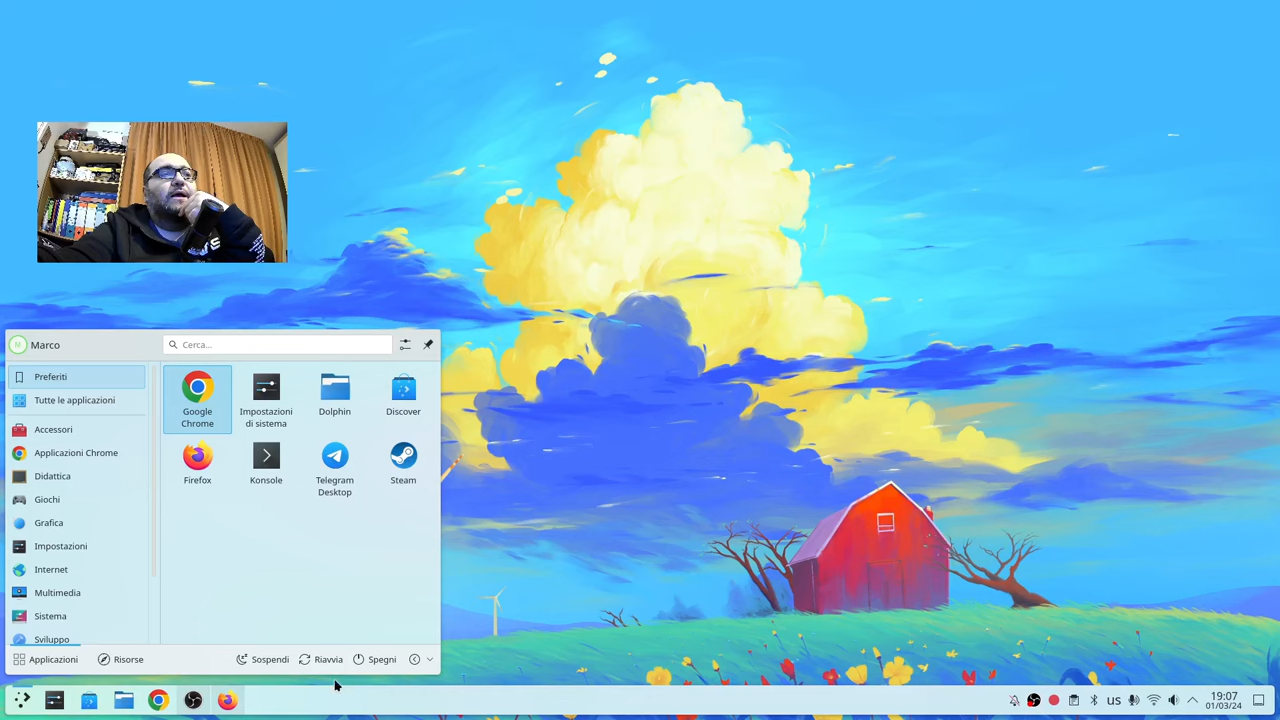 Marco
Cerca...
Preferiti
Tutte le applicazioni
Accessori
Applicazioni Chrome
Didattica
Giochi
Grafica
Impostazioni
Internet
Multimedia
Sistema
Sviluppo
Google
Chrome
Impostazioni
di sistema
Dolphin
Discover
Firefox
Konsole
Telegram
Desktop
Steam
Applicazioni
Risorse
Sospendi
Riavvia
Spegni
US
19:07
01/03/24